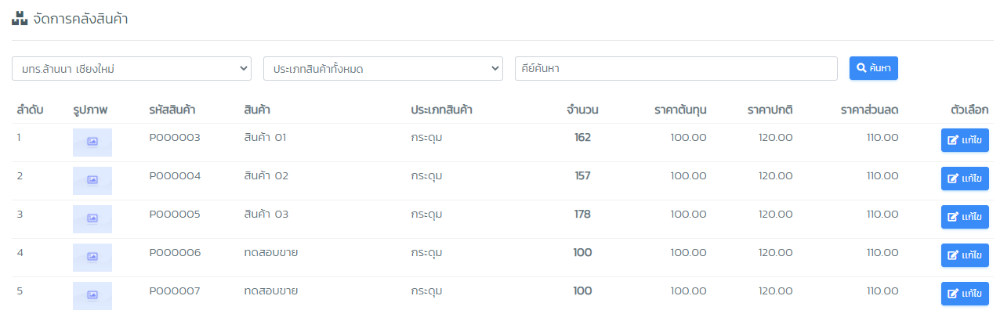 จัดการคลังสินค้า
มทร.ล้านนา เชียงใหม่ ประเภทสินค้าทั้งหมด คีย์ค้นหา ค้นหา
ลำดับ รูปภาพ รหัสสินค้า สินค้า ประเภทสินค้า จำนวน ราคาต้นทุน ราคาปกติ ราคาส่วนลด ตัวเลือก
1 P000003 สินค้า 01 กระดุม 162 100.00 120.00 110.00 แก้ไข
2 P000004 สินค้า 02 กระดุม 157 100.00 120.00 110.00 แก้ไข
3 P000005 สินค้า 03 กระดุม 178 100.00 120.00 110.00 แก้ไข
4 P000006 ทดสอบขาย กระดุม 100 100.00 120.00 110.00 แก้ไข
5 P000007 ทดสอบขาย กระดุม 100 100.00 120.00 110.00 แก้ไข